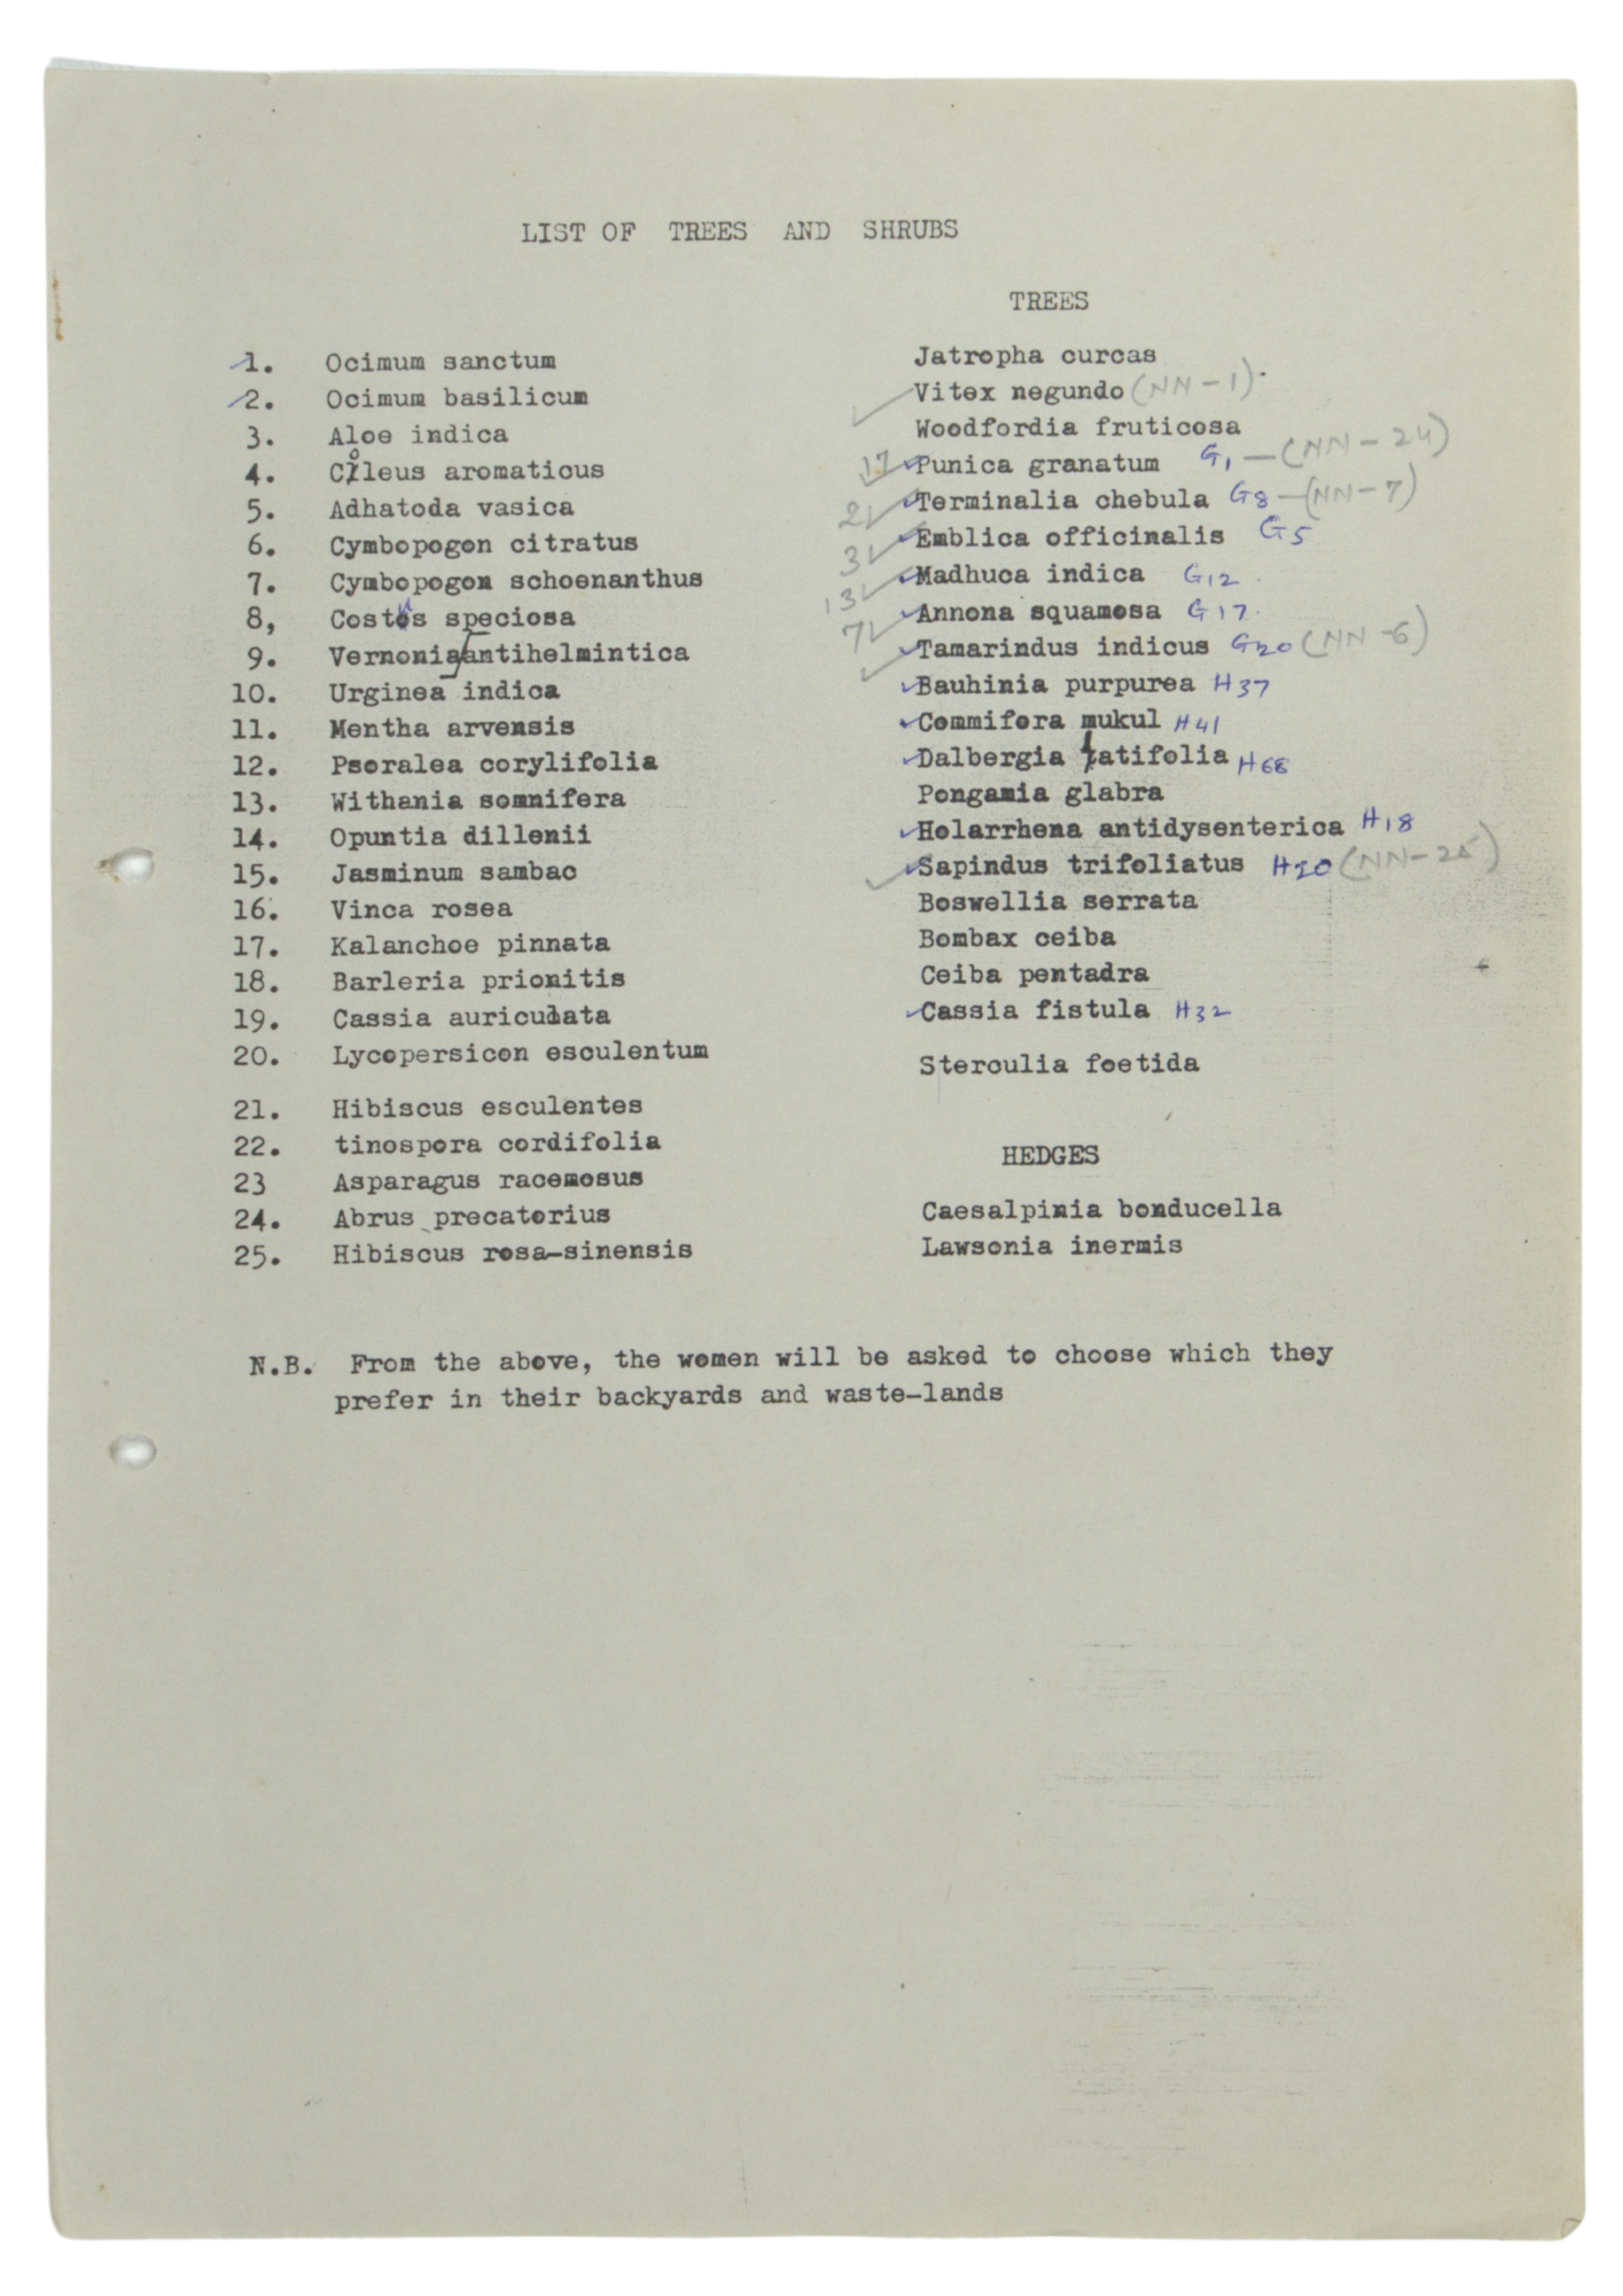 LIST OF TREES AND SHRUBS
1. Ocimum sanctum
2. Ocimum basilicum
3. Aloe indica
4. Coleus aromaticus
5. Adhatoda vasica
6. Cymbopogon citratus
7. Cymbopogon schoenanthus
8, Costus speciosa
9. Vernonia antihelmintica
10. Urginea indica
11. Mentha arvensis
12. Psoralea corylifolia
13. Withania somnifera
14. Opuntia dillenii
15. Jasminum sambac
16. Vinca rosea
17. Kalanchoe pinnata
18. Barleria prionitis
19. Cassia auriculata
20. Lycopersicon esculentum
21. Hibiscus esculentes
22. tinospora cordifolia
23 Asparagus racemosus
24. Abrus precatorius
25. Hibiscus rosa-sinensis
TREES
Jatropha curcas
✓ Vitex negundo (NN-1)
Woodfordia fruticosa
17 ✓ Punica granatum G1 - (NN-24)
2 ✓ Terminalia chebula G8 - (NN-7)
3 ✓ Emblica officinalis G5
13 ✓ Madhuca indica G12
7 ✓ Annona squamosa G17
✓ Tamarindus indicus G20 (NN-6)
✓ Bauhinia purpurea H37
✓ Commifora mukul H41
✓ Dalbergia latifolia H68
Pongamia glabra
✓ Holarrhena antidysenterica H18
✓ Sapindus trifoliatus H20 (NN-25)
Boswellia serrata
Bombax ceiba
Ceiba pentadra
✓ Cassia fistula H32
Sterculia foetida
HEDGES
Caesalpinia bonducella
Lawsonia inermis
N.B. From the above, the women will be asked to choose which they
prefer in their backyards and waste-lands